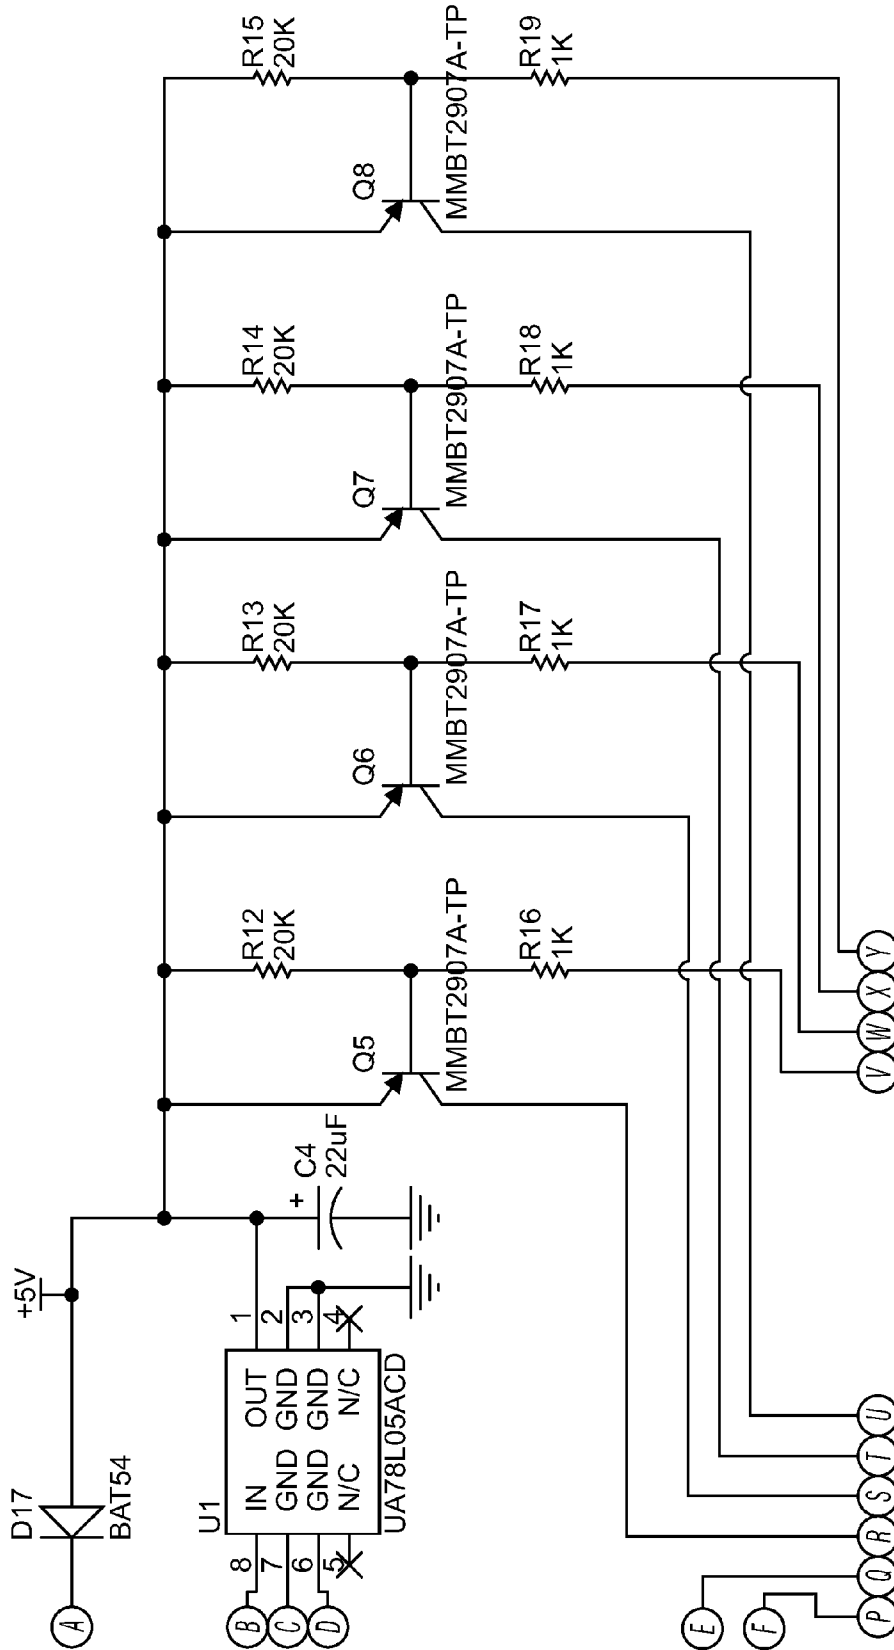 +5V
D17
BAT54
A
U1
IN OUT
GND GND
GND GND
N/C N/C
8
7
6
5
1
2
3
4
UA78L05ACD
B
C
D
+
C4
22uF
R12
20K
Q5
MMBT2907A-TP
R16
1K
R13
20K
Q6
MMBT2907A-TP
R17
1K
R14
20K
Q7
MMBT2907A-TP
R18
1K
R15
20K
Q8
MMBT2907A-TP
R19
1K
E
F
P
Q
R
S
T
U
V
W
X
Y